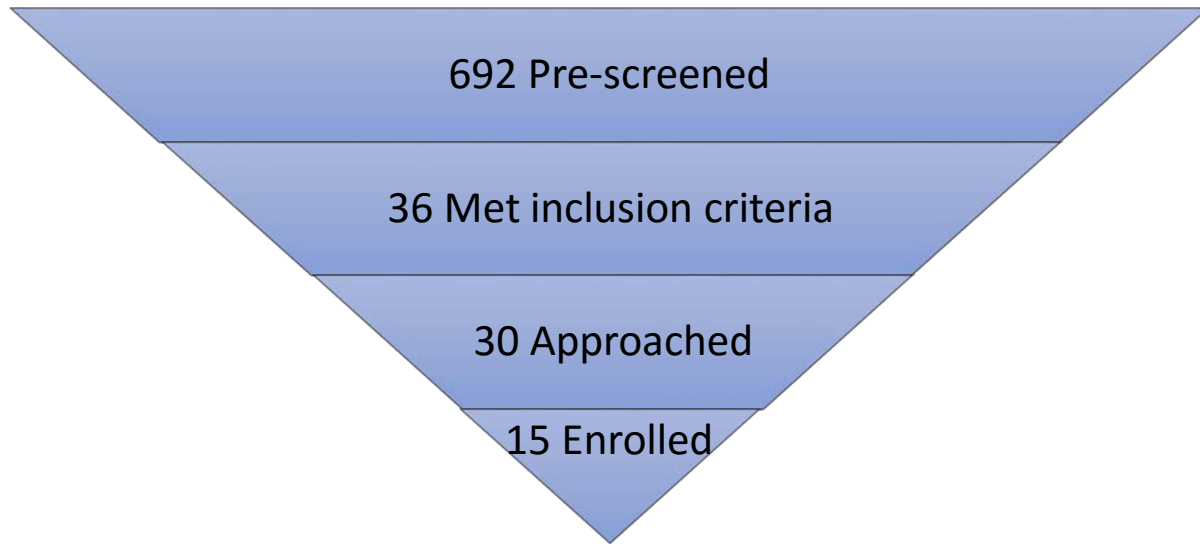 692 Pre-screened
36 Met inclusion criteria
30 Approached
15 Enrolled